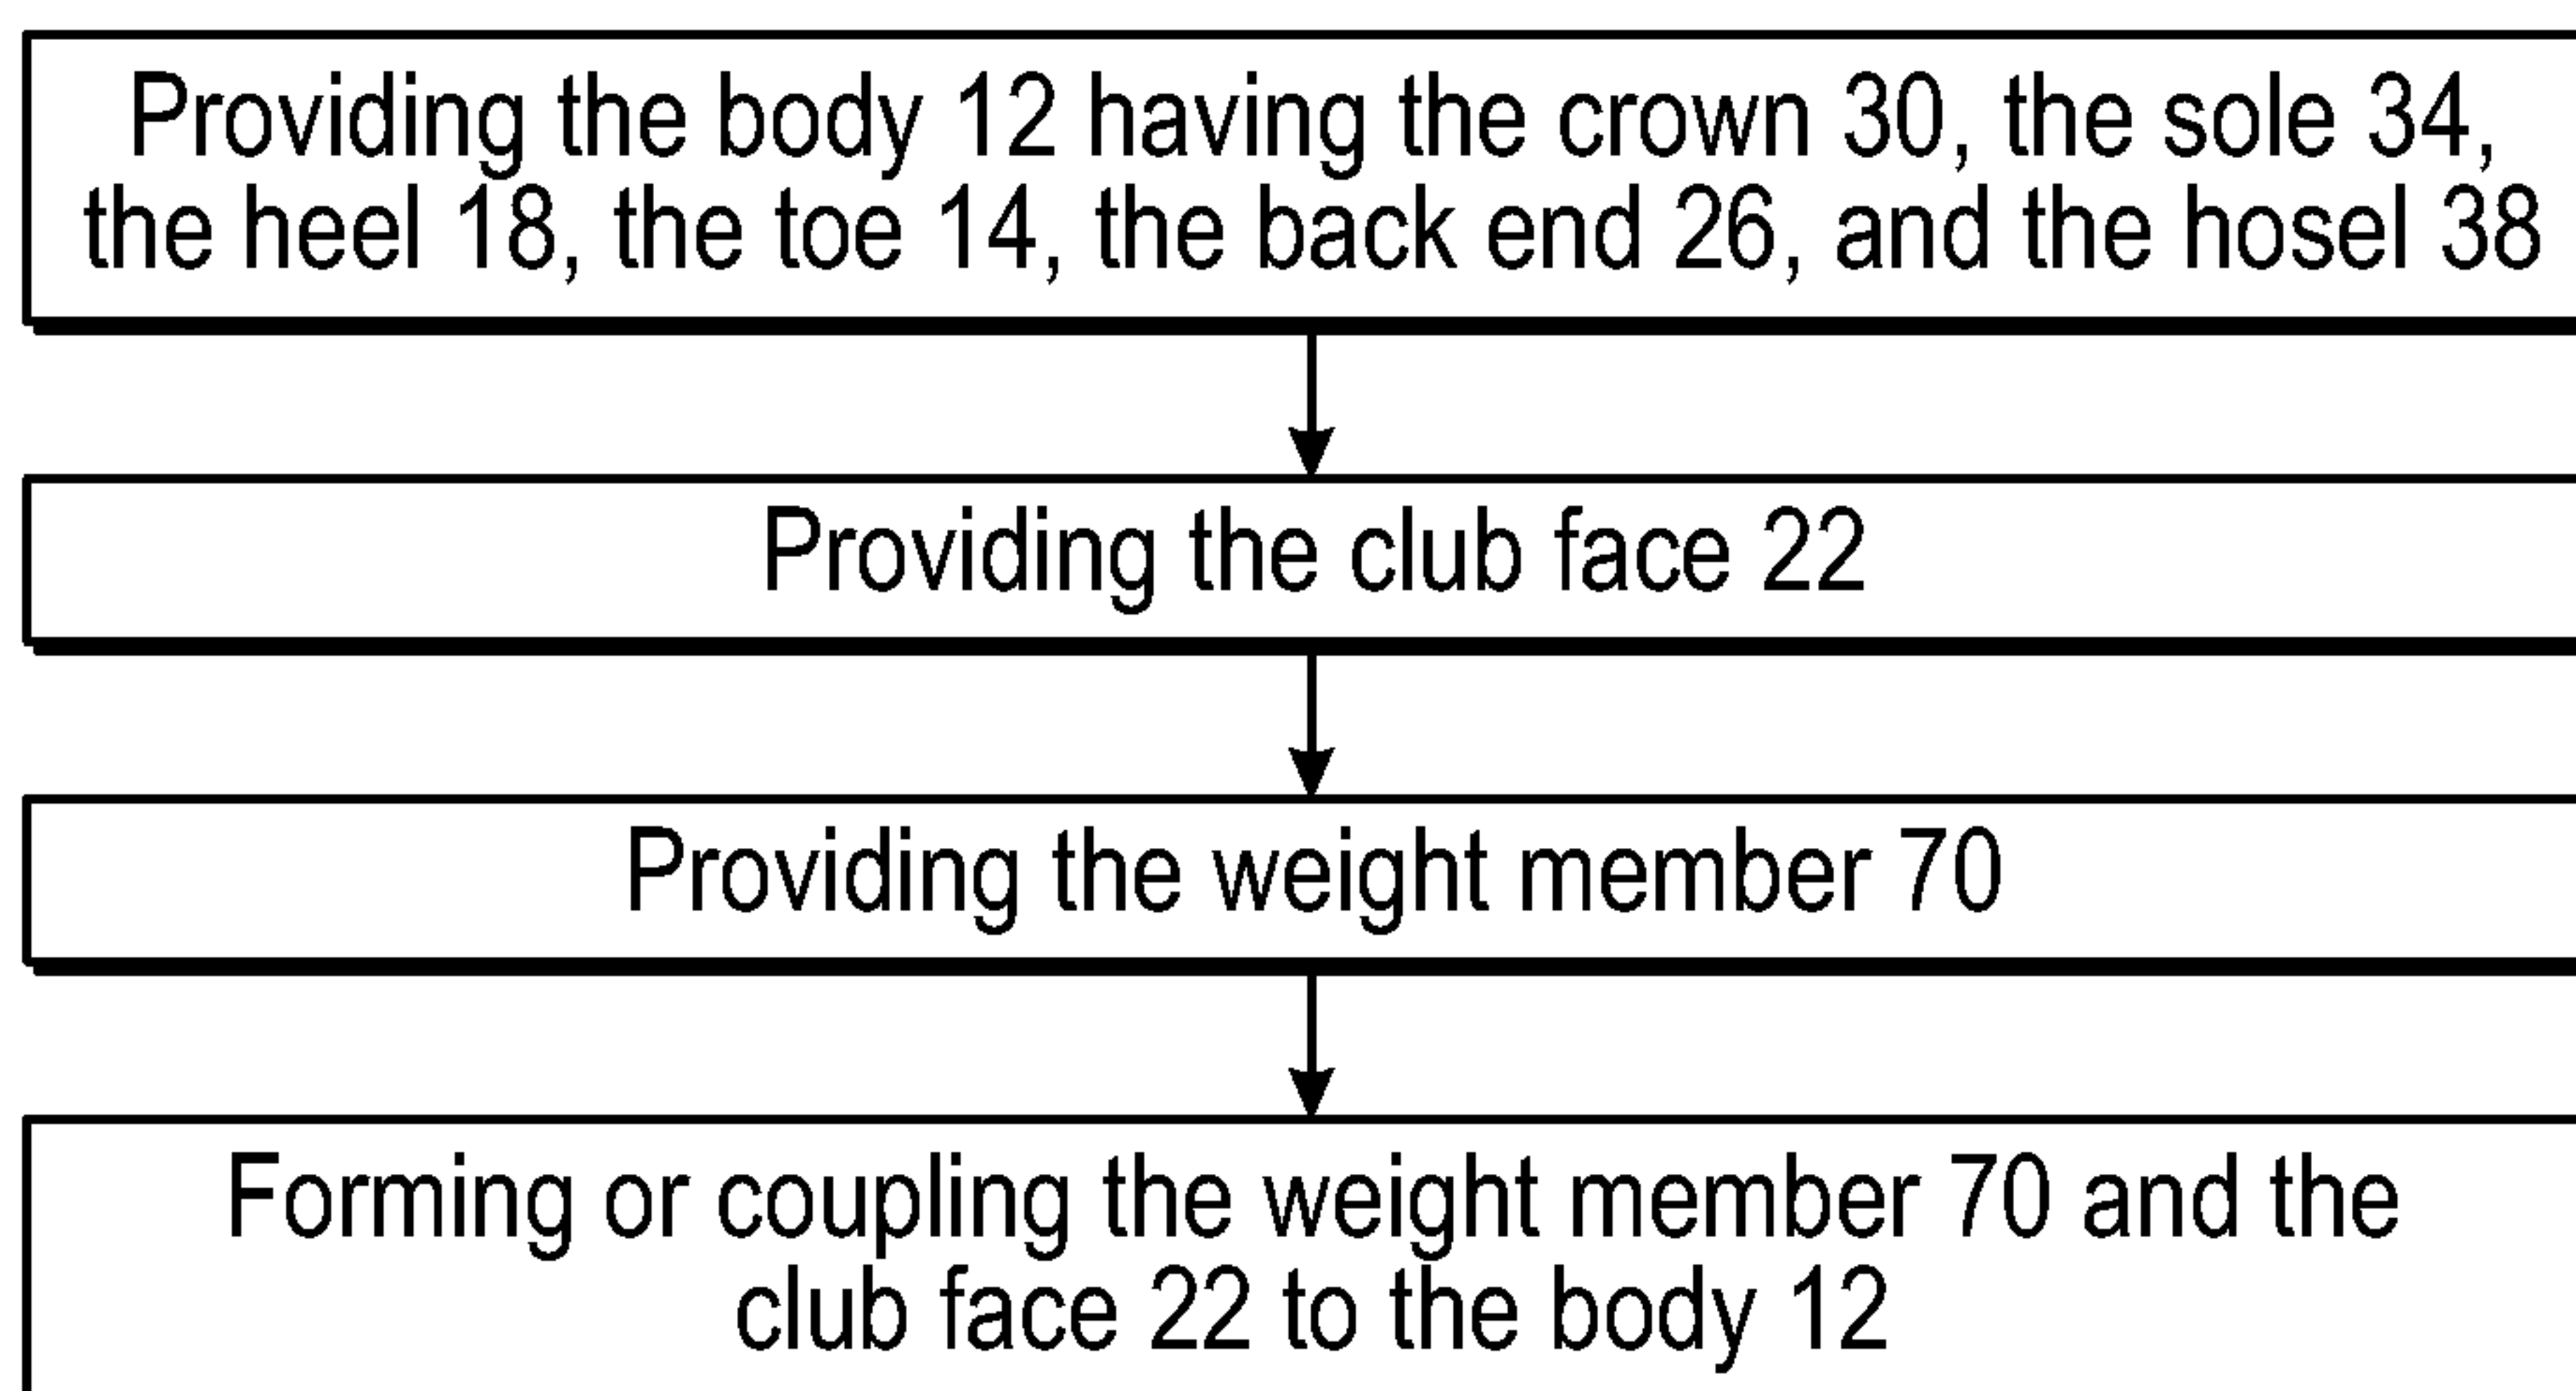 Providing the body 12 having the crown 30, the sole 34,
the heel 18, the toe 14, the back end 26, and the hosel 38
Providing the club face 22
Providing the weight member 70
Forming or coupling the weight member 70 and the
club face 22 to the body 12